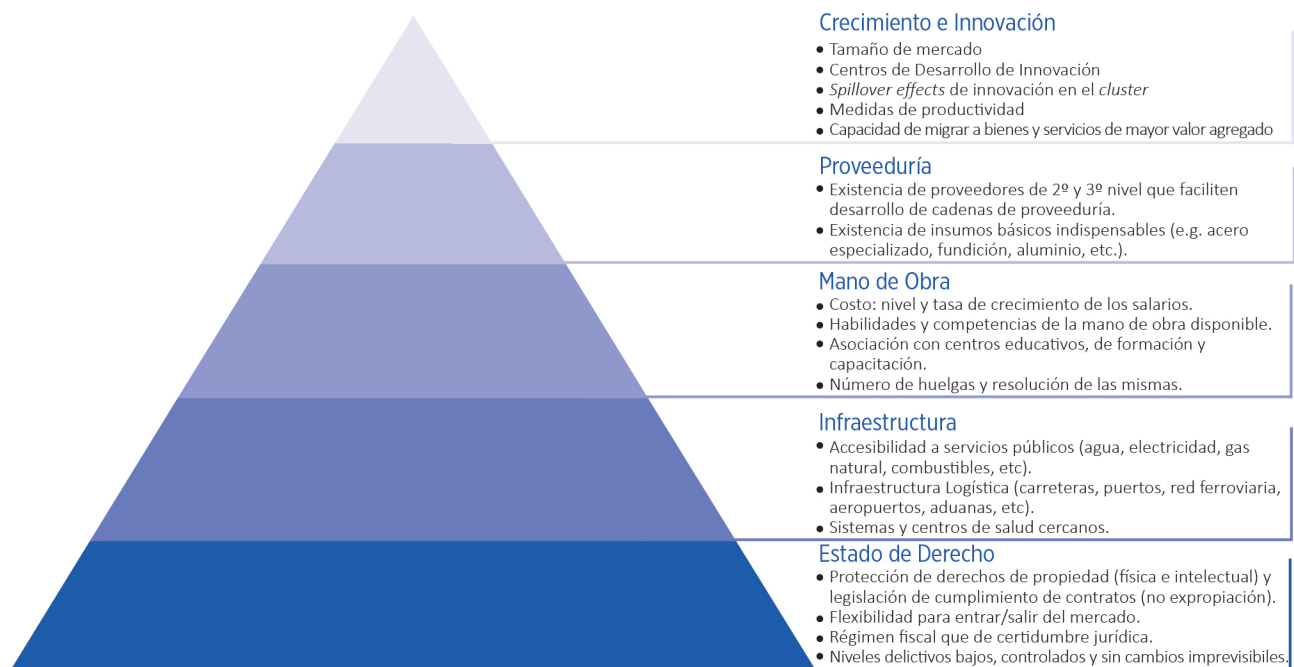 Crecimiento e Innovación
• Tamaño de mercado
• Centros de Desarrollo de Innovación
• Spillover effects de innovación en el cluster
• Medidas de productividad
• Capacidad de migrar a bienes y servicios de mayor valor agregado
Proveeduría
• Existencia de proveedores de 2º y 3º nivel que faciliten
desarrollo de cadenas de proveeduría.
• Existencia de insumos básicos indispensables (e.g. acero
especializado, fundición, aluminio, etc.).
Mano de Obra
• Costo: nivel y tasa de crecimiento de los salarios.
• Habilidades y competencias de la mano de obra disponible.
• Asociación con centros educativos, de formación y
capacitación.
• Número de huelgas y resolución de las mismas.
Infraestructura
• Accesibilidad a servicios públicos (agua, electricidad, gas
natural, combustibles, etc).
• Infraestructura Logística (carreteras, puertos, red ferroviaria,
aeropuertos, aduanas, etc).
• Sistemas y centros de salud cercanos.
Estado de Derecho
• Protección de derechos de propiedad (física e intelectual) y
legislación de cumplimiento de contratos (no expropiación).
• Flexibilidad para entrar/salir del mercado.
• Régimen fiscal que de certidumbre jurídica.
• Niveles delictivos bajos, controlados y sin cambios imprevisibles.